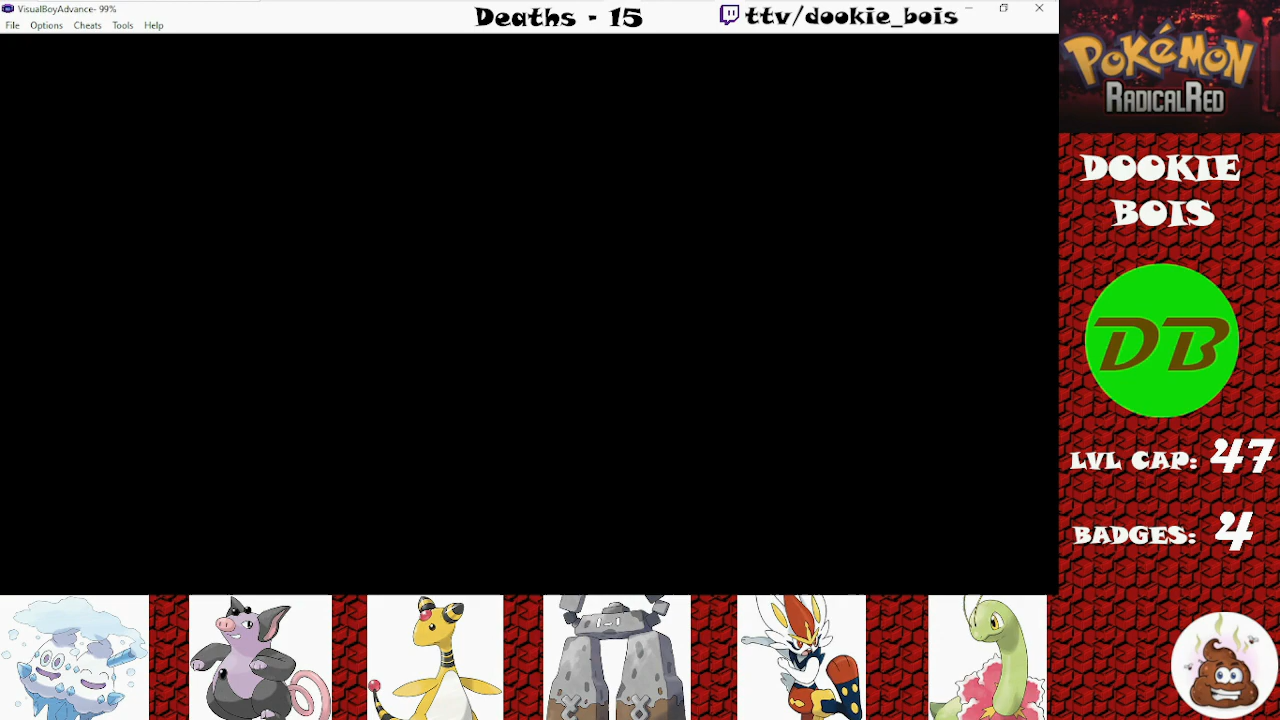 VisualBoyAdvance- 99%
Deaths - 15
ttv/dookie_bois
File Options Cheats Tools Help
POKÉMON
RADICALRED
DOOKIE
BOIS
DB
LVL CAP: 47
BADGES: 4